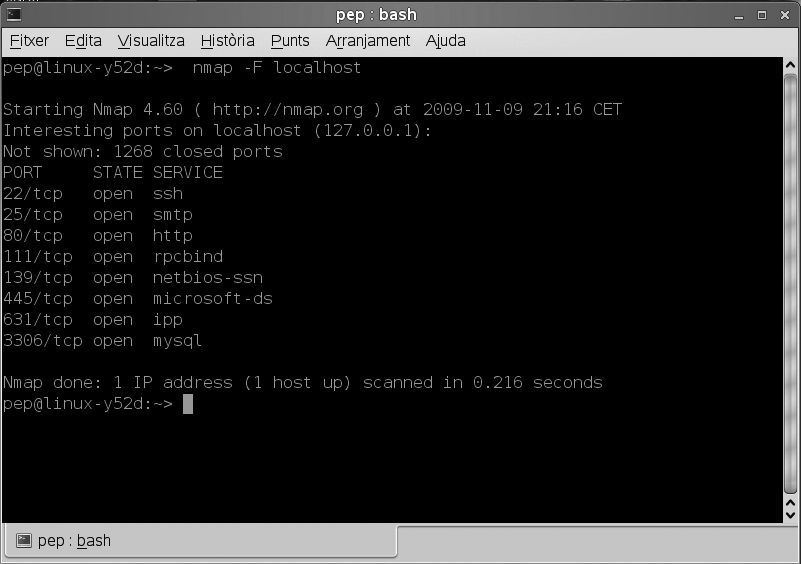 pep : bash
Fitxer Edita Visualitza Història Punts Arranjament Ajuda
pep@linux-y52d:~>  nmap -F localhost
Starting Nmap 4.60 ( http://nmap.org ) at 2009-11-09 21:16 CET
Interesting ports on localhost (127.0.0.1):
Not shown: 1268 closed ports
PORT     STATE SERVICE
22/tcp   open  ssh
25/tcp   open  smtp
80/tcp   open  http
111/tcp  open  rpcbind
139/tcp  open  netbios-ssn
445/tcp  open  microsoft-ds
631/tcp  open  ipp
3306/tcp open  mysql
Nmap done: 1 IP address (1 host up) scanned in 0.216 seconds
pep@linux-y52d:~>
pep : bash